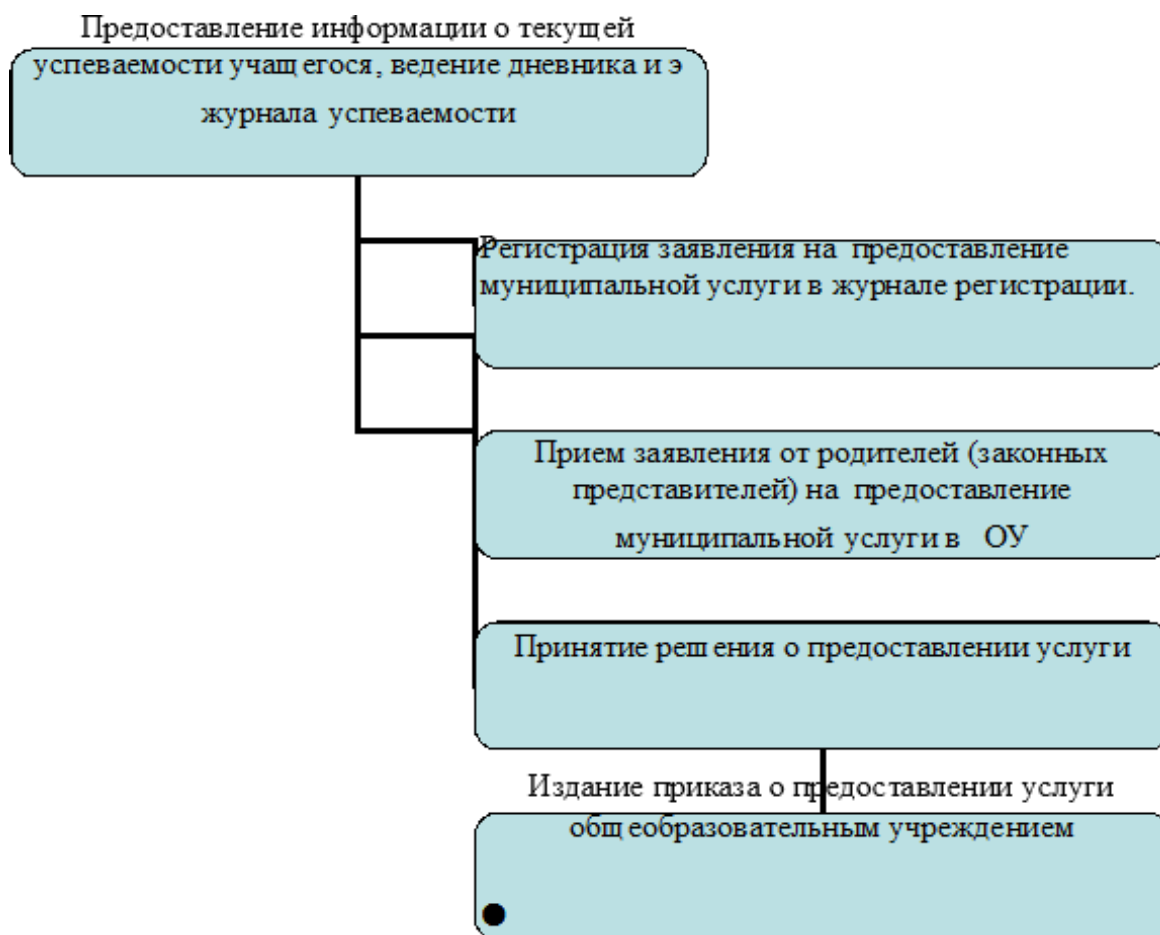 Предоставление информации о текущей
успеваемости учащегося, ведение дневника и э
журнала успеваемости
Регистрация заявления на предоставление
муниципальной услуги в журнале регистрации.
Прием заявления от родителей (законных
представителей) на предоставление
муниципальной услуги в ОУ
Принятие решения о предоставлении услуги
Издание приказа о предоставлении услуги
общеобразовательным учреждением